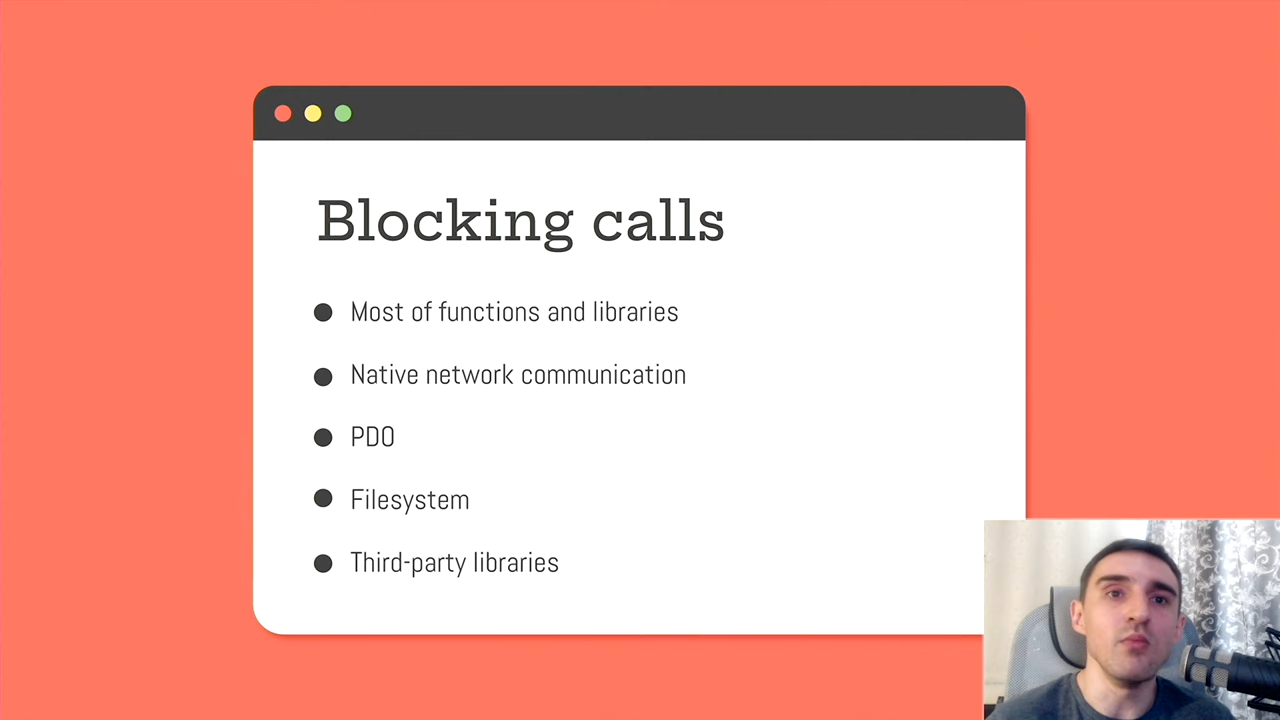 Blocking calls
Most of functions and libraries
Native network communication
PDO
Filesystem
Third-party libraries